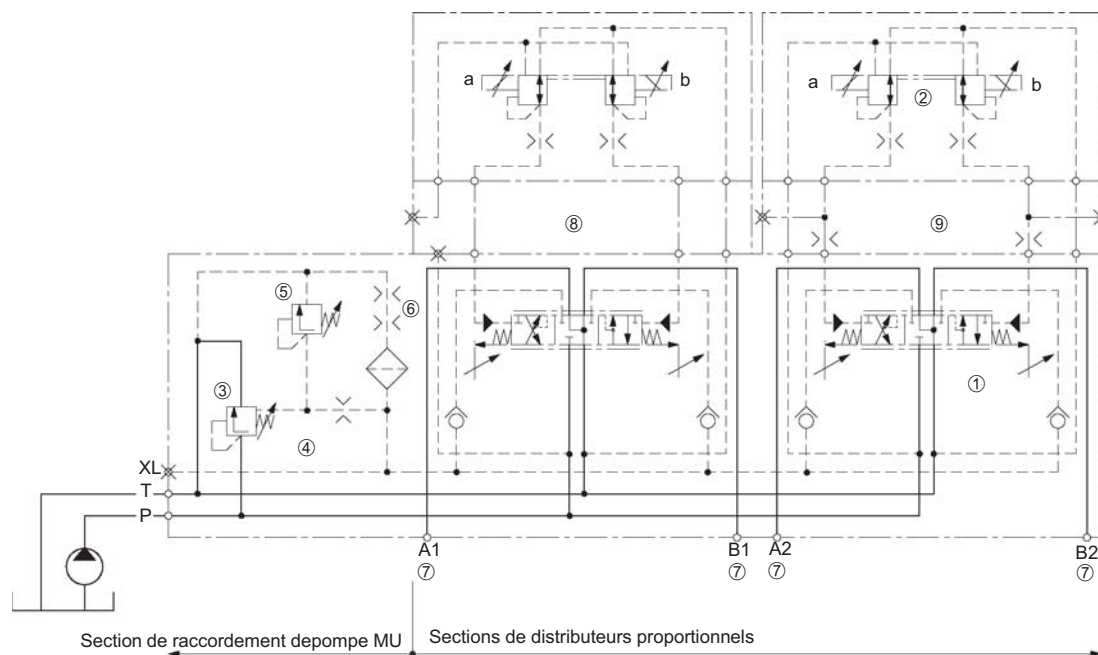 a
b
a
②
b
⑧
⑨
⑤
⑥
③
④
①
XL
T
P
A1
B1
A2
B2
⑦
⑦
⑦
⑦
Section de raccordement depompe MU
Sections de distributeurs proportionnels